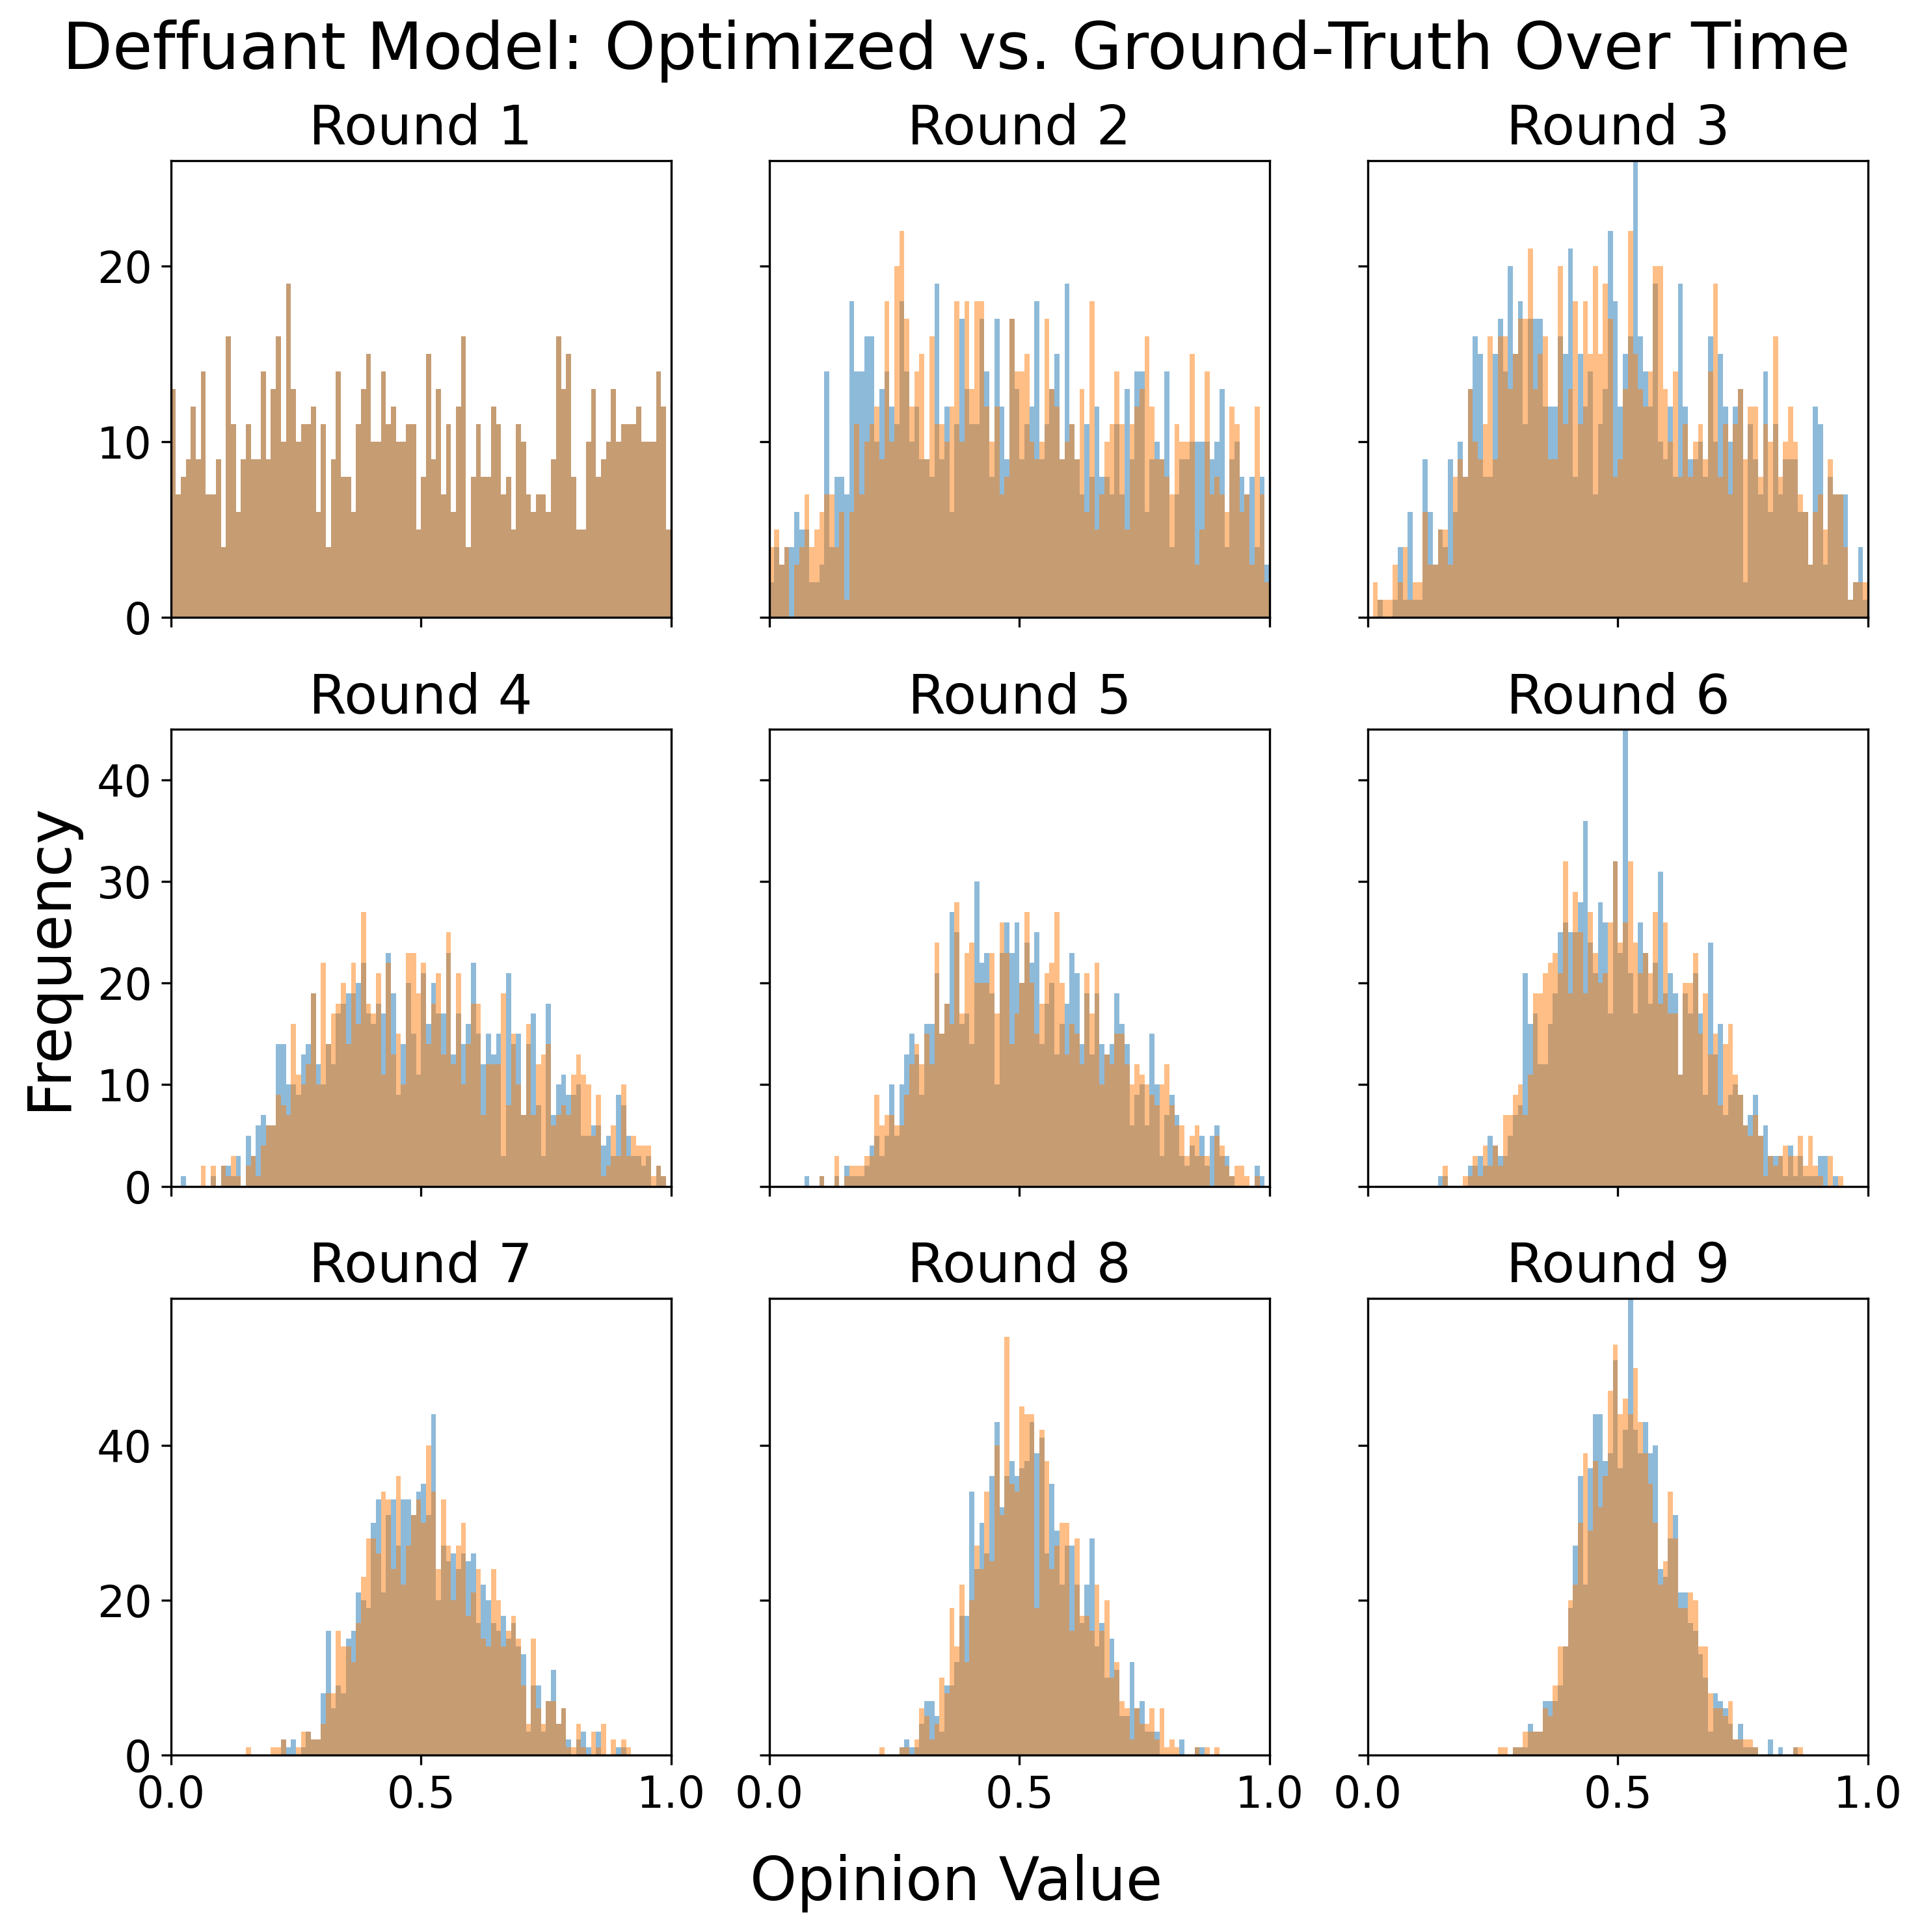 Deffuant Model: Optimized vs. Ground-Truth Over Time
Round 1
Round 2
Round 3
20
10
0
Round 4
Round 5
Round 6
40
30
20
10
0
Frequency
Round 7
Round 8
Round 9
40
20
0
0.0 0.5 1.0 0.0 0.5 1.0 0.0 0.5 1.0
Opinion Value